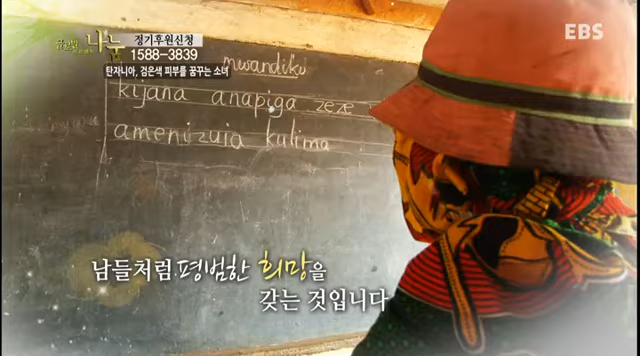 나눔
정기후원신청
1588-3839
탄자니아, 검은색 피부를 꿈꾸는 소녀
EBS
mwandiku
kijana anapiga zeze
amenizuia kulima
남들처럼 평범한 희망을
갖는 것입니다